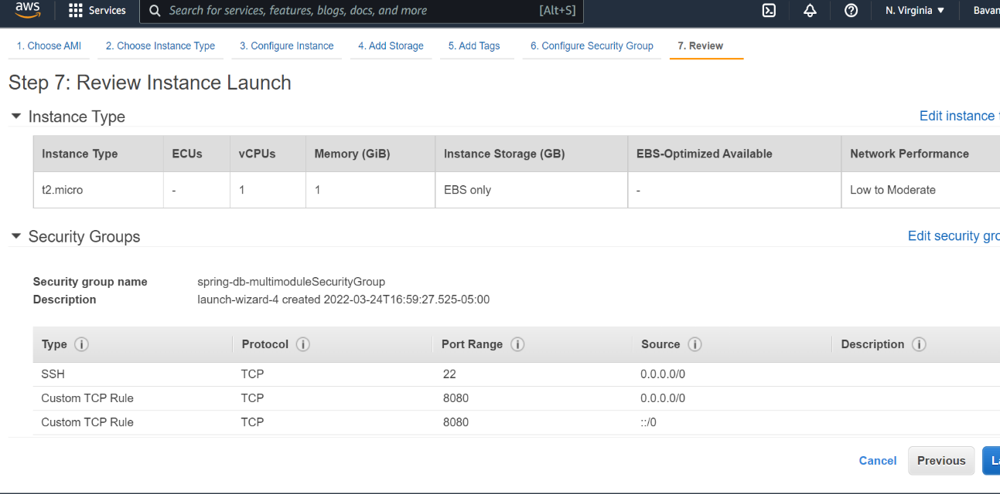 aws Services Search for services, features, blogs, docs, and more [Alt+S] N. Virginia Bavan
1. Choose AMI 2. Choose Instance Type 3. Configure Instance 4. Add Storage 5. Add Tags 6. Configure Security Group 7. Review
Step 7: Review Instance Launch
Instance Type Edit instance
Instance Type ECUs vCPUs Memory (GiB) Instance Storage (GB) EBS-Optimized Available Network Performance
t2.micro - 1 1 EBS only - Low to Moderate
Security Groups Edit security gro
Security group name spring-db-multimoduleSecurityGroup
Description launch-wizard-4 created 2022-03-24T16:59:27.525-05:00
Type Protocol Port Range Source Description
SSH TCP 22 0.0.0.0/0
Custom TCP Rule TCP 8080 0.0.0.0/0
Custom TCP Rule TCP 8080 ::/0
Cancel Previous